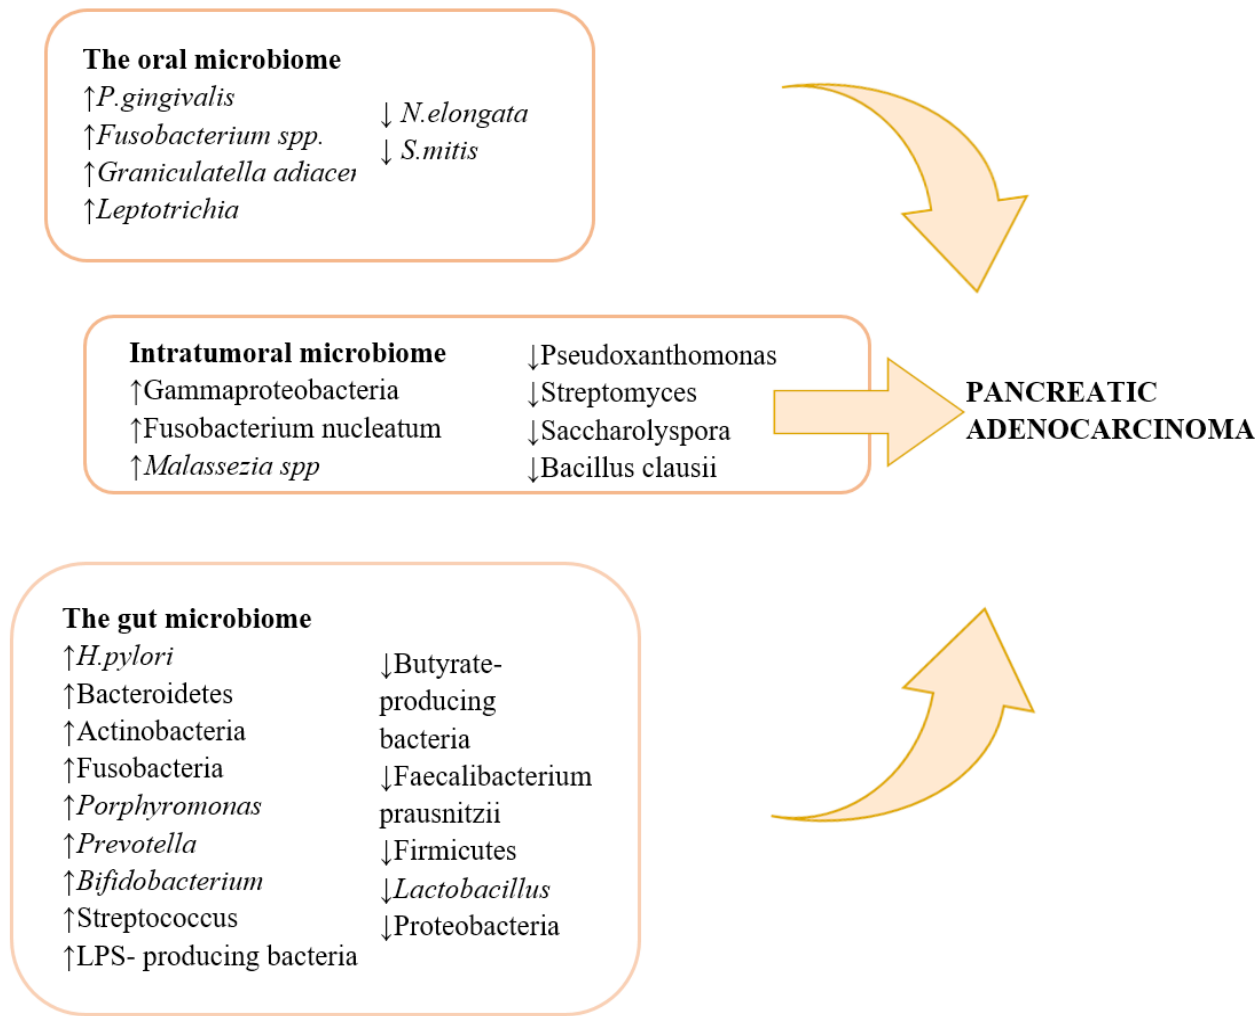 The oral microbiome
↑P.gingivalis
↑Fusobacterium spp.
↑Graniculatella adiacen
↑Leptotrichia
↓ N.elongata
↓ S.mitis
Intratumoral microbiome
↑Gammaproteobacteria
↑Fusobacterium nucleatum
↑Malassezia spp
↓Pseudoxanthomonas
↓Streptomyces
↓Saccharolyspora
↓Bacillus clausii
PANCREATIC
ADENOCARCINOMA
The gut microbiome
↑H.pylori
↑Bacteroidetes
↑Actinobacteria
↑Fusobacteria
↑Porphyromonas
↑Prevotella
↑Bifidobacterium
↑Streptococcus
↑LPS- producing bacteria
↓Butyrate-
producing
bacteria
↓Faecalibacterium
prausnitzii
↓Firmicutes
↓Lactobacillus
↓Proteobacteria